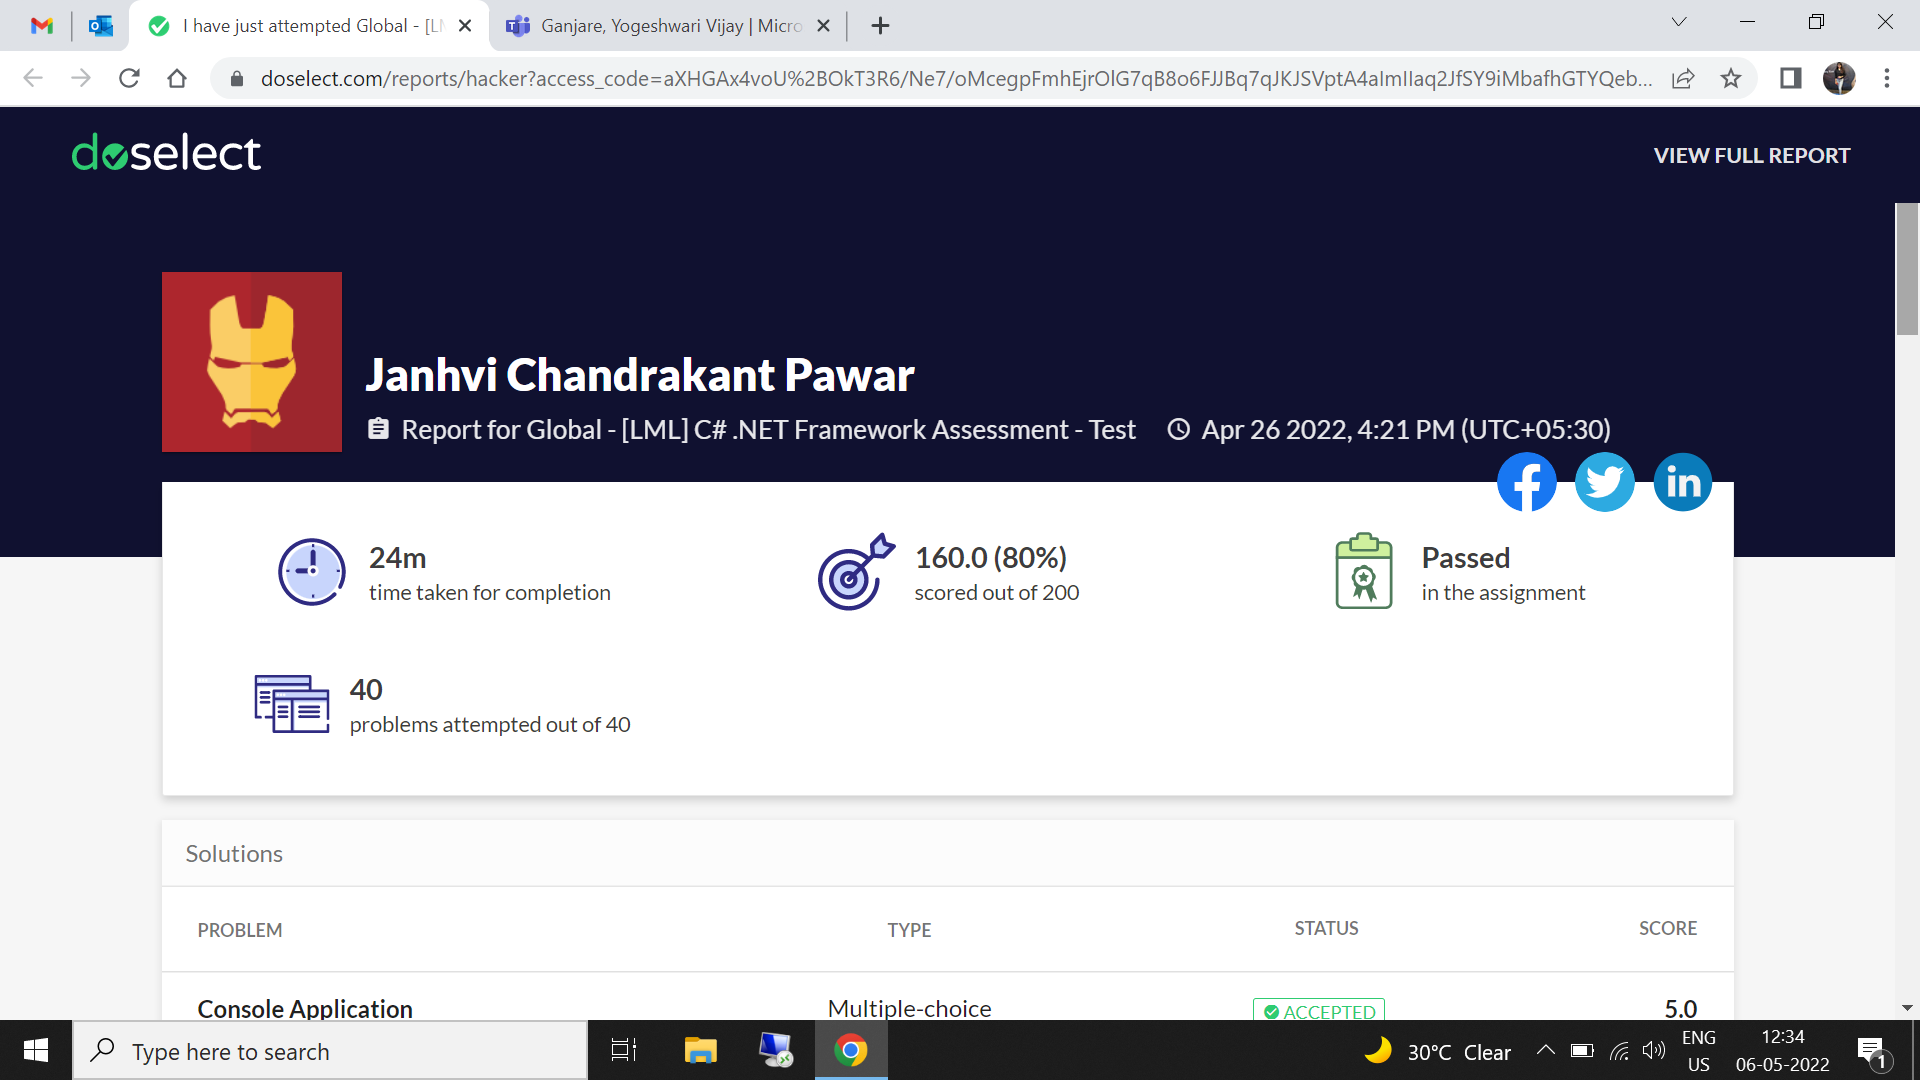 I have just attempted Global - [LM
Ganjare, Yogeshwari Vijay | Micro
doselect.com/reports/hacker?access_code=aXHGAx4voU%2BOkT3R6/Ne7/oMcegpFmhEjrOlG7qB8o6FJJBq7qJKJSVptA4aImIIaq2JfSY9iMbafhGTYQeb...
doselect
VIEW FULL REPORT
Janhvi Chandrakant Pawar
Report for Global - [LML] C# .NET Framework Assessment - Test
Apr 26 2022, 4:21 PM (UTC+05:30)
24m
time taken for completion
160.0 (80%)
scored out of 200
Passed
in the assignment
40
problems attempted out of 40
Solutions
PROBLEM TYPE STATUS SCORE
Console Application Multiple-choice ACCEPTED 5.0
Type here to search
30°C Clear
ENG
US
12:34
06-05-2022
1